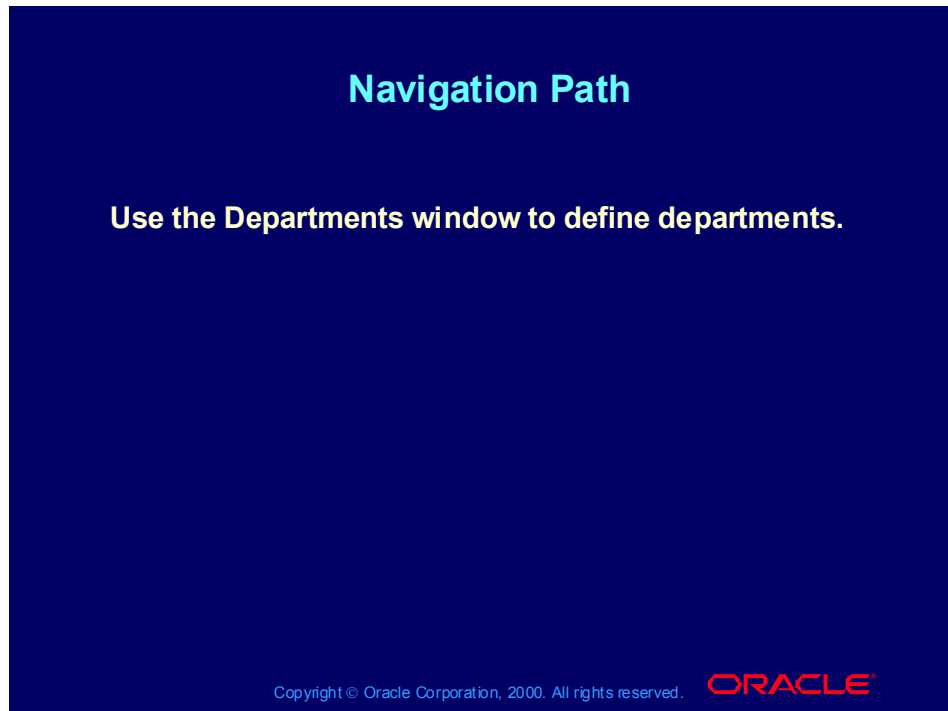 Navigation Path
Use the Departments window to define departments.
Copyright © Oracle Corporation, 2000. All rights reserved.
ORACLE®